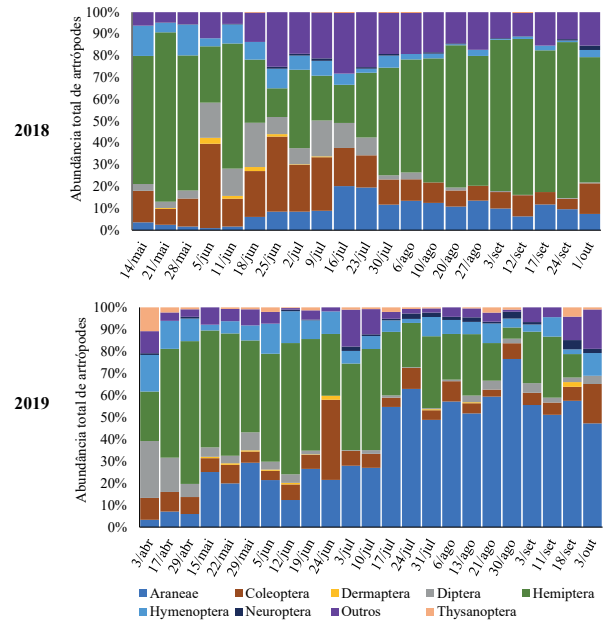 2018
Abundância total de artrópodes
100%
90%
80%
70%
60%
50%
40%
30%
20%
10%
0%
14/mai
21/mai
28/mai
5/jun
11/jun
18/jun
25/jun
2/jul
9/jul
16/jul
23/jul
30/jul
6/ago
10/ago
20/ago
27/ago
3/set
12/set
17/set
24/set
1/out
2019
Abundância total de artrópodes
100%
90%
80%
70%
60%
50%
40%
30%
20%
10%
0%
3/abr
17/abr
29/abr
15/mai
22/mai
29/mai
5/jun
12/jun
19/jun
24/jun
3/jul
10/jul
17/jul
24/jul
31/jul
6/ago
13/ago
21/ago
30/ago
3/set
11/set
18/set
3/out
Araneae Coleoptera Dermaptera Diptera Hemiptera
Hymenoptera Neuroptera Outros Thysanoptera